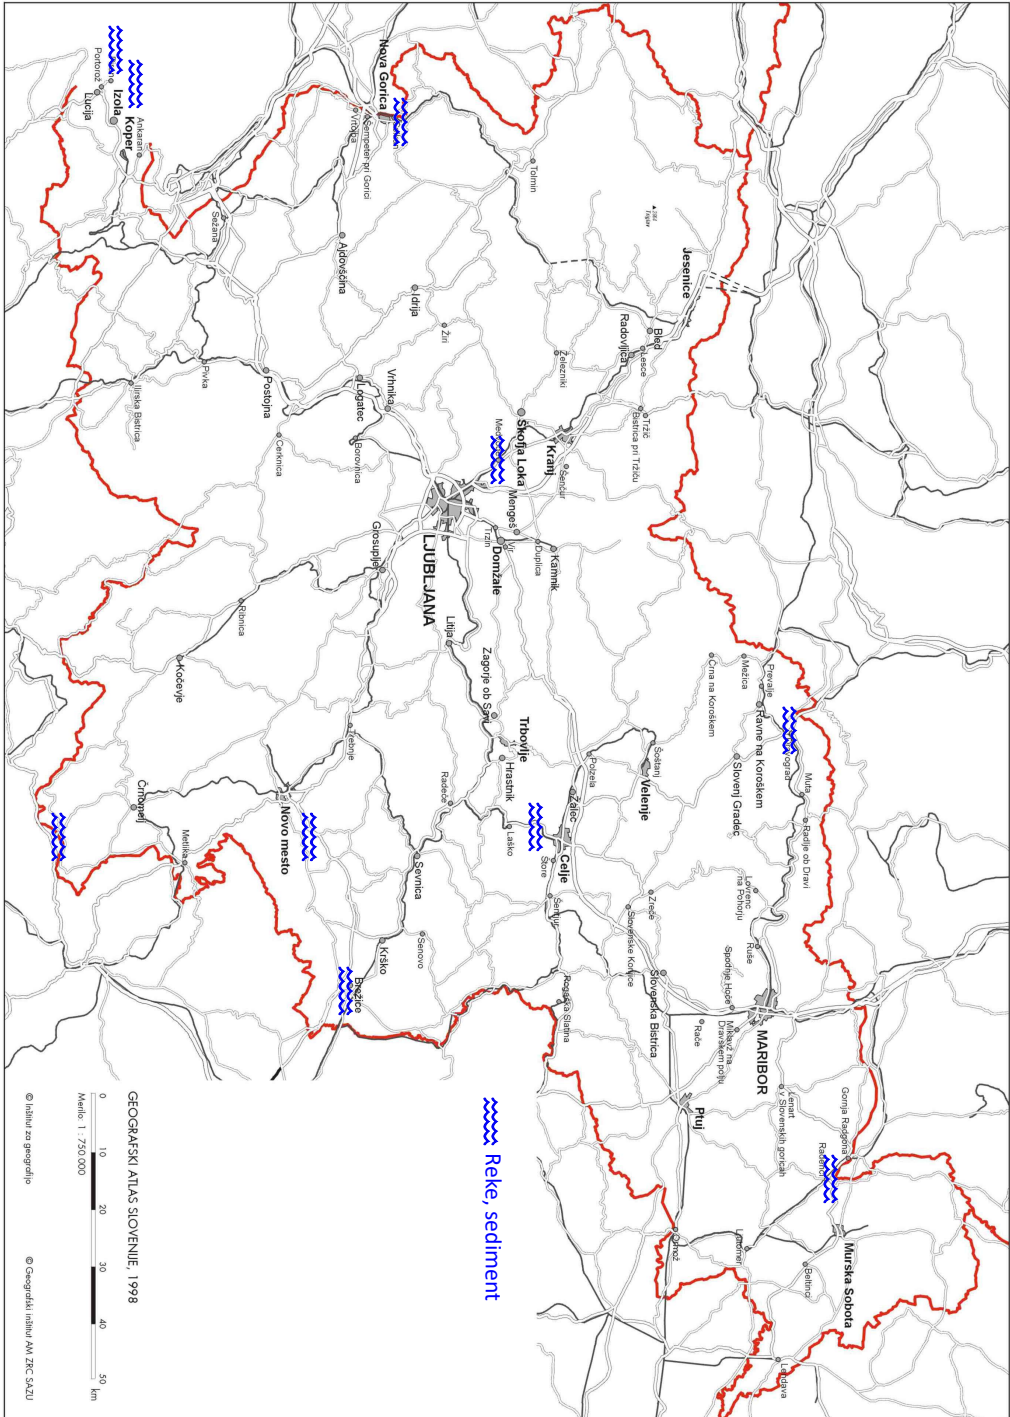 Nova Gorica
Vrtojba
Šempeter pri Gorici
Portorož
Lucija
Izola
Koper
Ankaran
Sežana
Tolmin
Ajdovščina
Idrija
Žiri
Jesenice
Bled
Lesce
Radovljica
Železniki
Tržič
Bistrica pri Tržiču
Pivka
Postojna
Ilirska Bistrica
Cerknica
Logatec
Vrhnika
Borovnica
Škofja Loka
Kranj
Šenčur
Mengeš
Trzin
Vir
Domžale
Duplica
Kamnik
LJUBLJANA
Grosuplje
Ribnica
Kočevje
Litija
Zagorje ob Savi
Trbovlje
Hrastnik
Radeče
Laško
Trebnje
Novo mesto
Črnomelj
Metlika
Sevnica
Senovo
Krško
Brežice
Črna na Koroškem
Mežica
Prevalje
Ravne na Koroškem
Slovenj Gradec
Muta
Radlje ob Dravi
Šoštanj
Velenje
Polzela
Žalec
Celje
Štore
Šentjur
Rogaška Slatina
Zreče
Slovenske Konjice
Slovenska Bistrica
Lovrenc
na Pohorju
Ruše
Spodnje Hoče
MARIBOR
Miklavž na
Dravskem polju
Rače
Ptuj
Lenart
v Slovenskih goricah
Gornja Radgona
Radenci
Murska Sobota
Beltinci
Ljutomer
Ormož
Lendava
Reke, sediment
GEOGRAFSKI ATLAS SLOVENIJE, 1998
0 10 20 30 40 50 km
Merilo 1 : 750 000
© Inštitut za geografijo
© Geografski inštitut AM ZRC SAZU